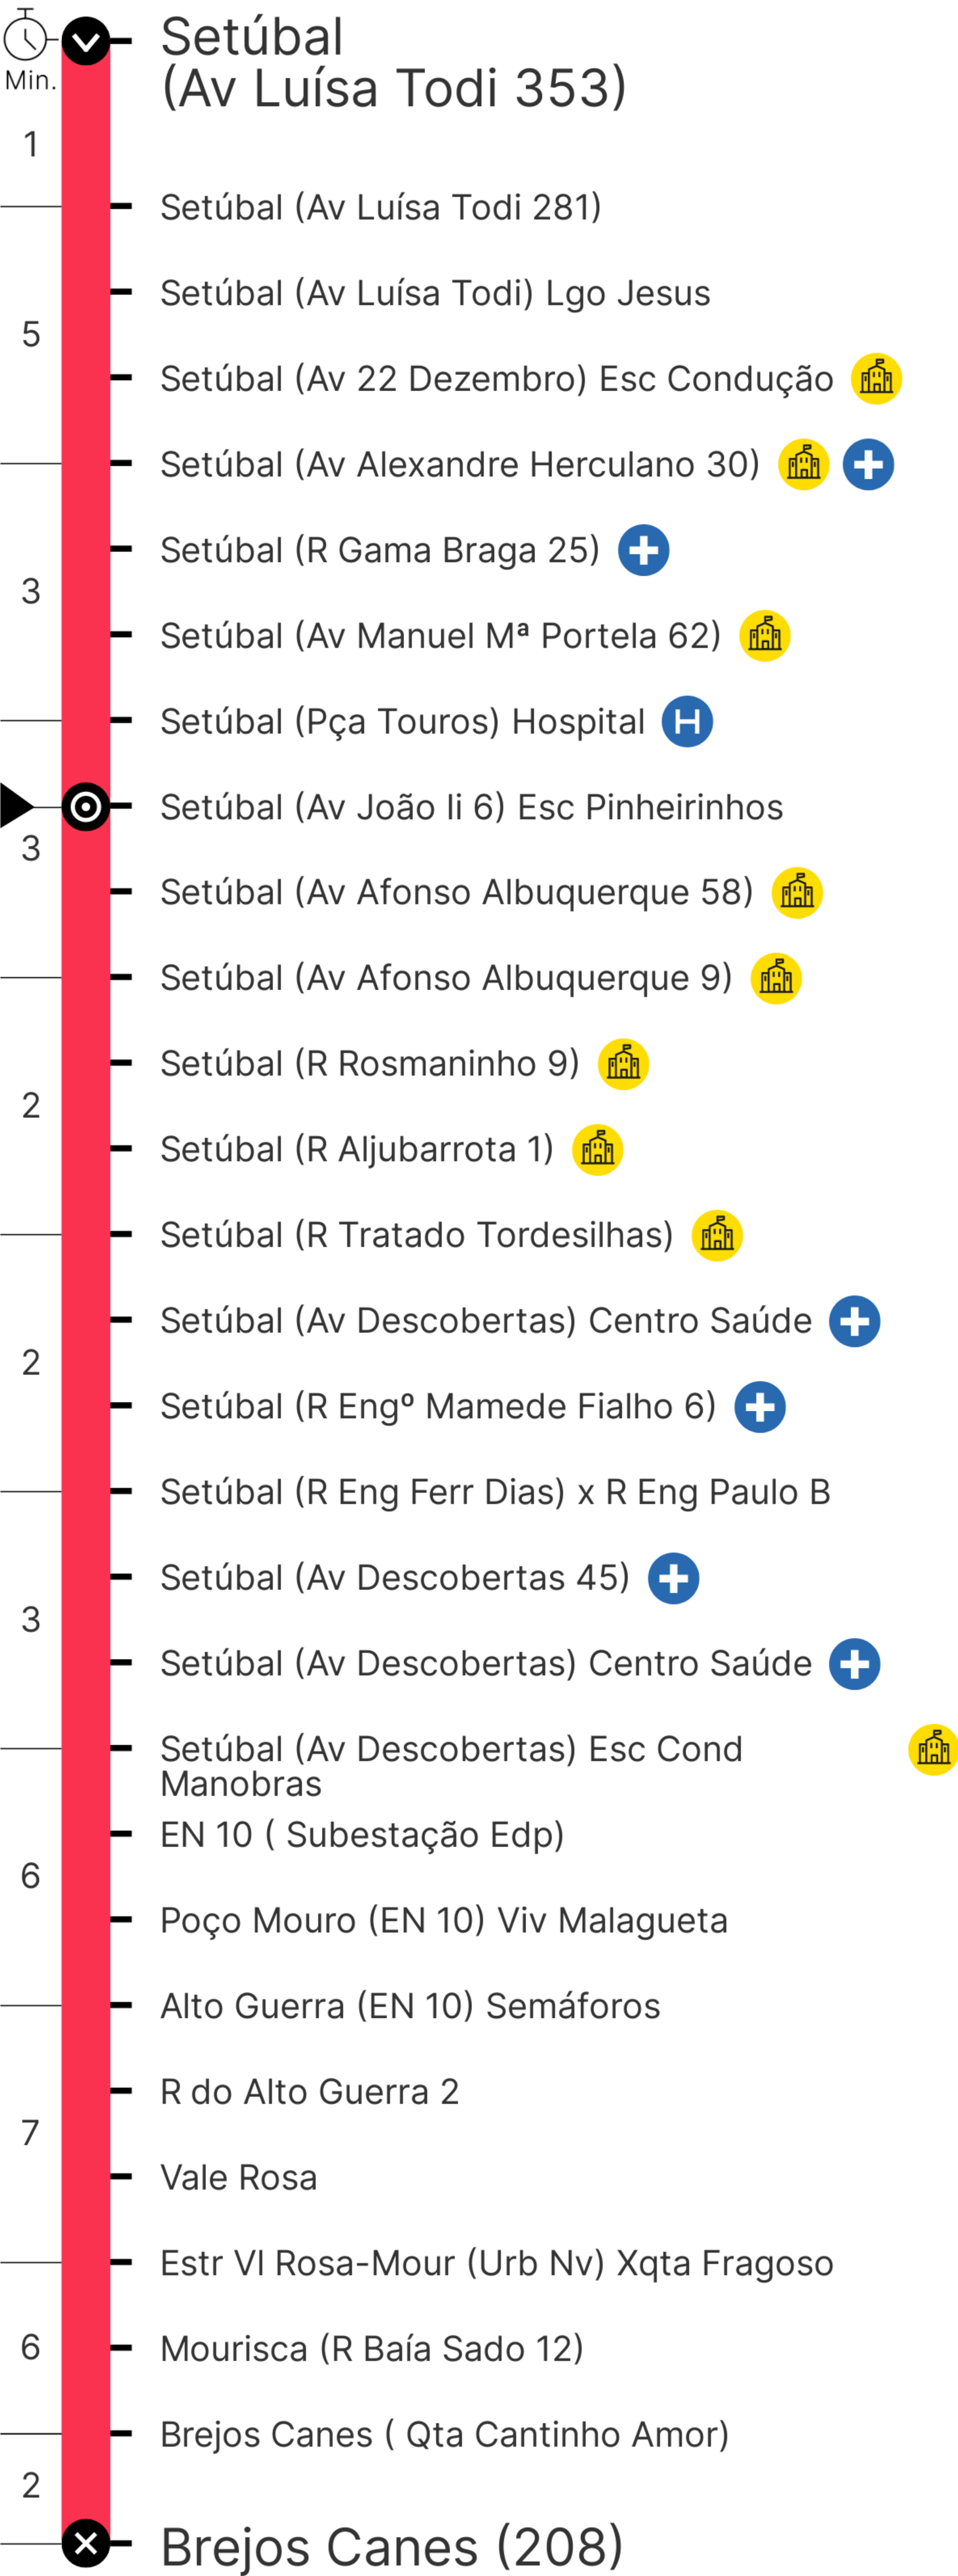 Setúbal
(Av Luísa Todi 353)
Min.
1
Setúbal (Av Luísa Todi 281)
Setúbal (Av Luísa Todi) Lgo Jesus
5
Setúbal (Av 22 Dezembro) Esc Condução
Setúbal (Av Alexandre Herculano 30)
Setúbal (R Gama Braga 25)
3
Setúbal (Av Manuel Mª Portela 62)
Setúbal (Pça Touros) Hospital H
Setúbal (Av João Ii 6) Esc Pinheirinhos
3
Setúbal (Av Afonso Albuquerque 58)
Setúbal (Av Afonso Albuquerque 9)
Setúbal (R Rosmaninho 9)
2
Setúbal (R Aljubarrota 1)
Setúbal (R Tratado Tordesilhas)
Setúbal (Av Descobertas) Centro Saúde
2
Setúbal (R Engº Mamede Fialho 6)
Setúbal (R Eng Ferr Dias) x R Eng Paulo B
Setúbal (Av Descobertas 45)
3
Setúbal (Av Descobertas) Centro Saúde
Setúbal (Av Descobertas) Esc Cond
Manobras
EN 10 ( Subestação Edp)
6
Poço Mouro (EN 10) Viv Malagueta
Alto Guerra (EN 10) Semáforos
R do Alto Guerra 2
7
Vale Rosa
Estr Vl Rosa-Mour (Urb Nv) Xqta Fragoso
6
Mourisca (R Baía Sado 12)
Brejos Canes ( Qta Cantinho Amor)
2
Brejos Canes (208)